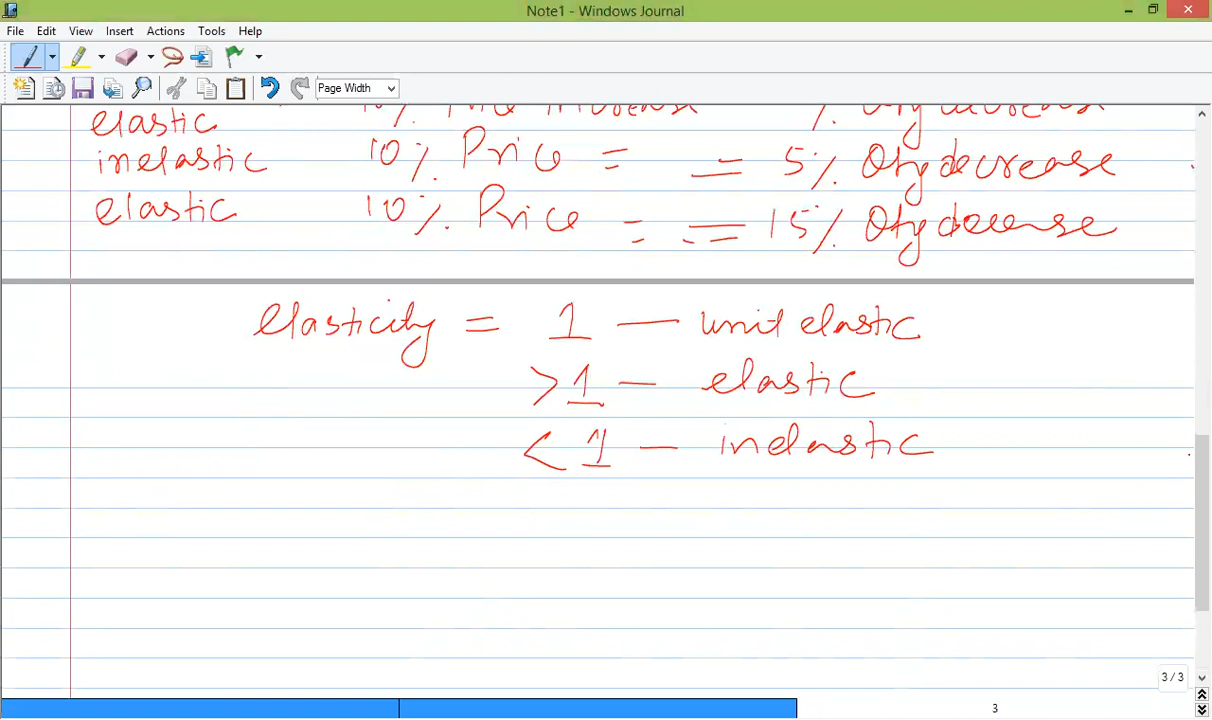 Note1 - Windows Journal
File Edit View Insert Actions Tools Help
Page Width
elastic
inelastic 10% Price = = 5% Qty decrease
elastic 10% Price = == 15% Qty
elasticity = 1 — unit elastic
>1 — elastic
<1 — inelastic
3 / 3
3